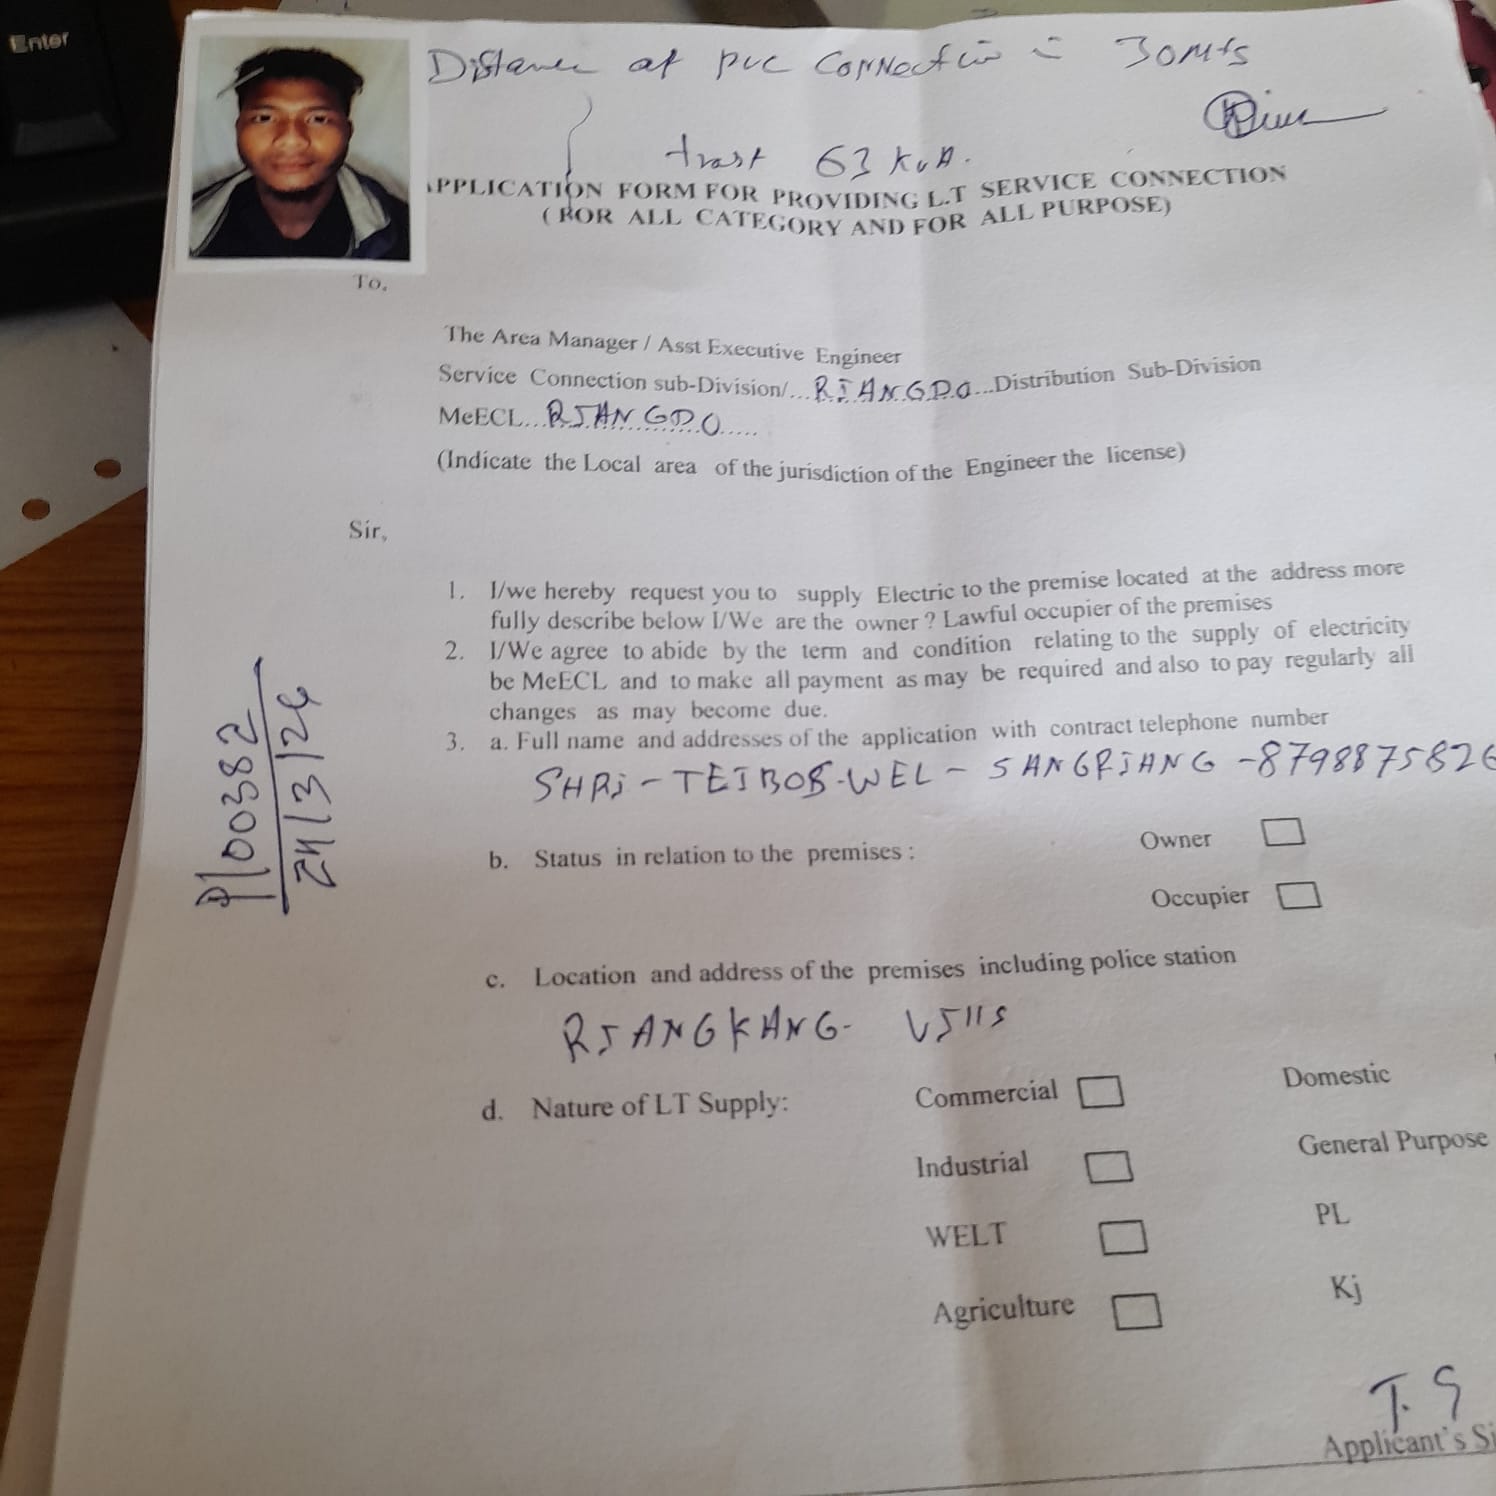 Enter
Distance of pvc connection = 30Mts
63 KVA.
APPLICATION FORM FOR PROVIDING L.T SERVICE CONNECTION
( FOR ALL CATEGORY AND FOR ALL PURPOSE)
To,
The Area Manager / Asst Executive Engineer
Service Connection sub-Division/...RIANGDO...Distribution Sub-Division
MeECL...RIANGDO.....
(Indicate the Local area of the jurisdiction of the Engineer the license)
Sir,
1. I/we hereby request you to supply Electric to the premise located at the address more
fully describe below I/We are the owner ? Lawful occupier of the premises
2. I/We agree to abide by the term and condition relating to the supply of electricity
be MeECL and to make all payment as may be required and also to pay regularly all
changes as may become due.
3. a. Full name and addresses of the application with contract telephone number
SHRI - TEIBOR-WEL - SANGRIANG - 8798875826
b. Status in relation to the premises : Owner
Occupier
c. Location and address of the premises including police station
RIANGKANG-
d. Nature of LT Supply: Commercial Domestic
Industrial General Purpose
WELT PL
Agriculture Kj
T. S
Applicant's Si
100382
24/3/26